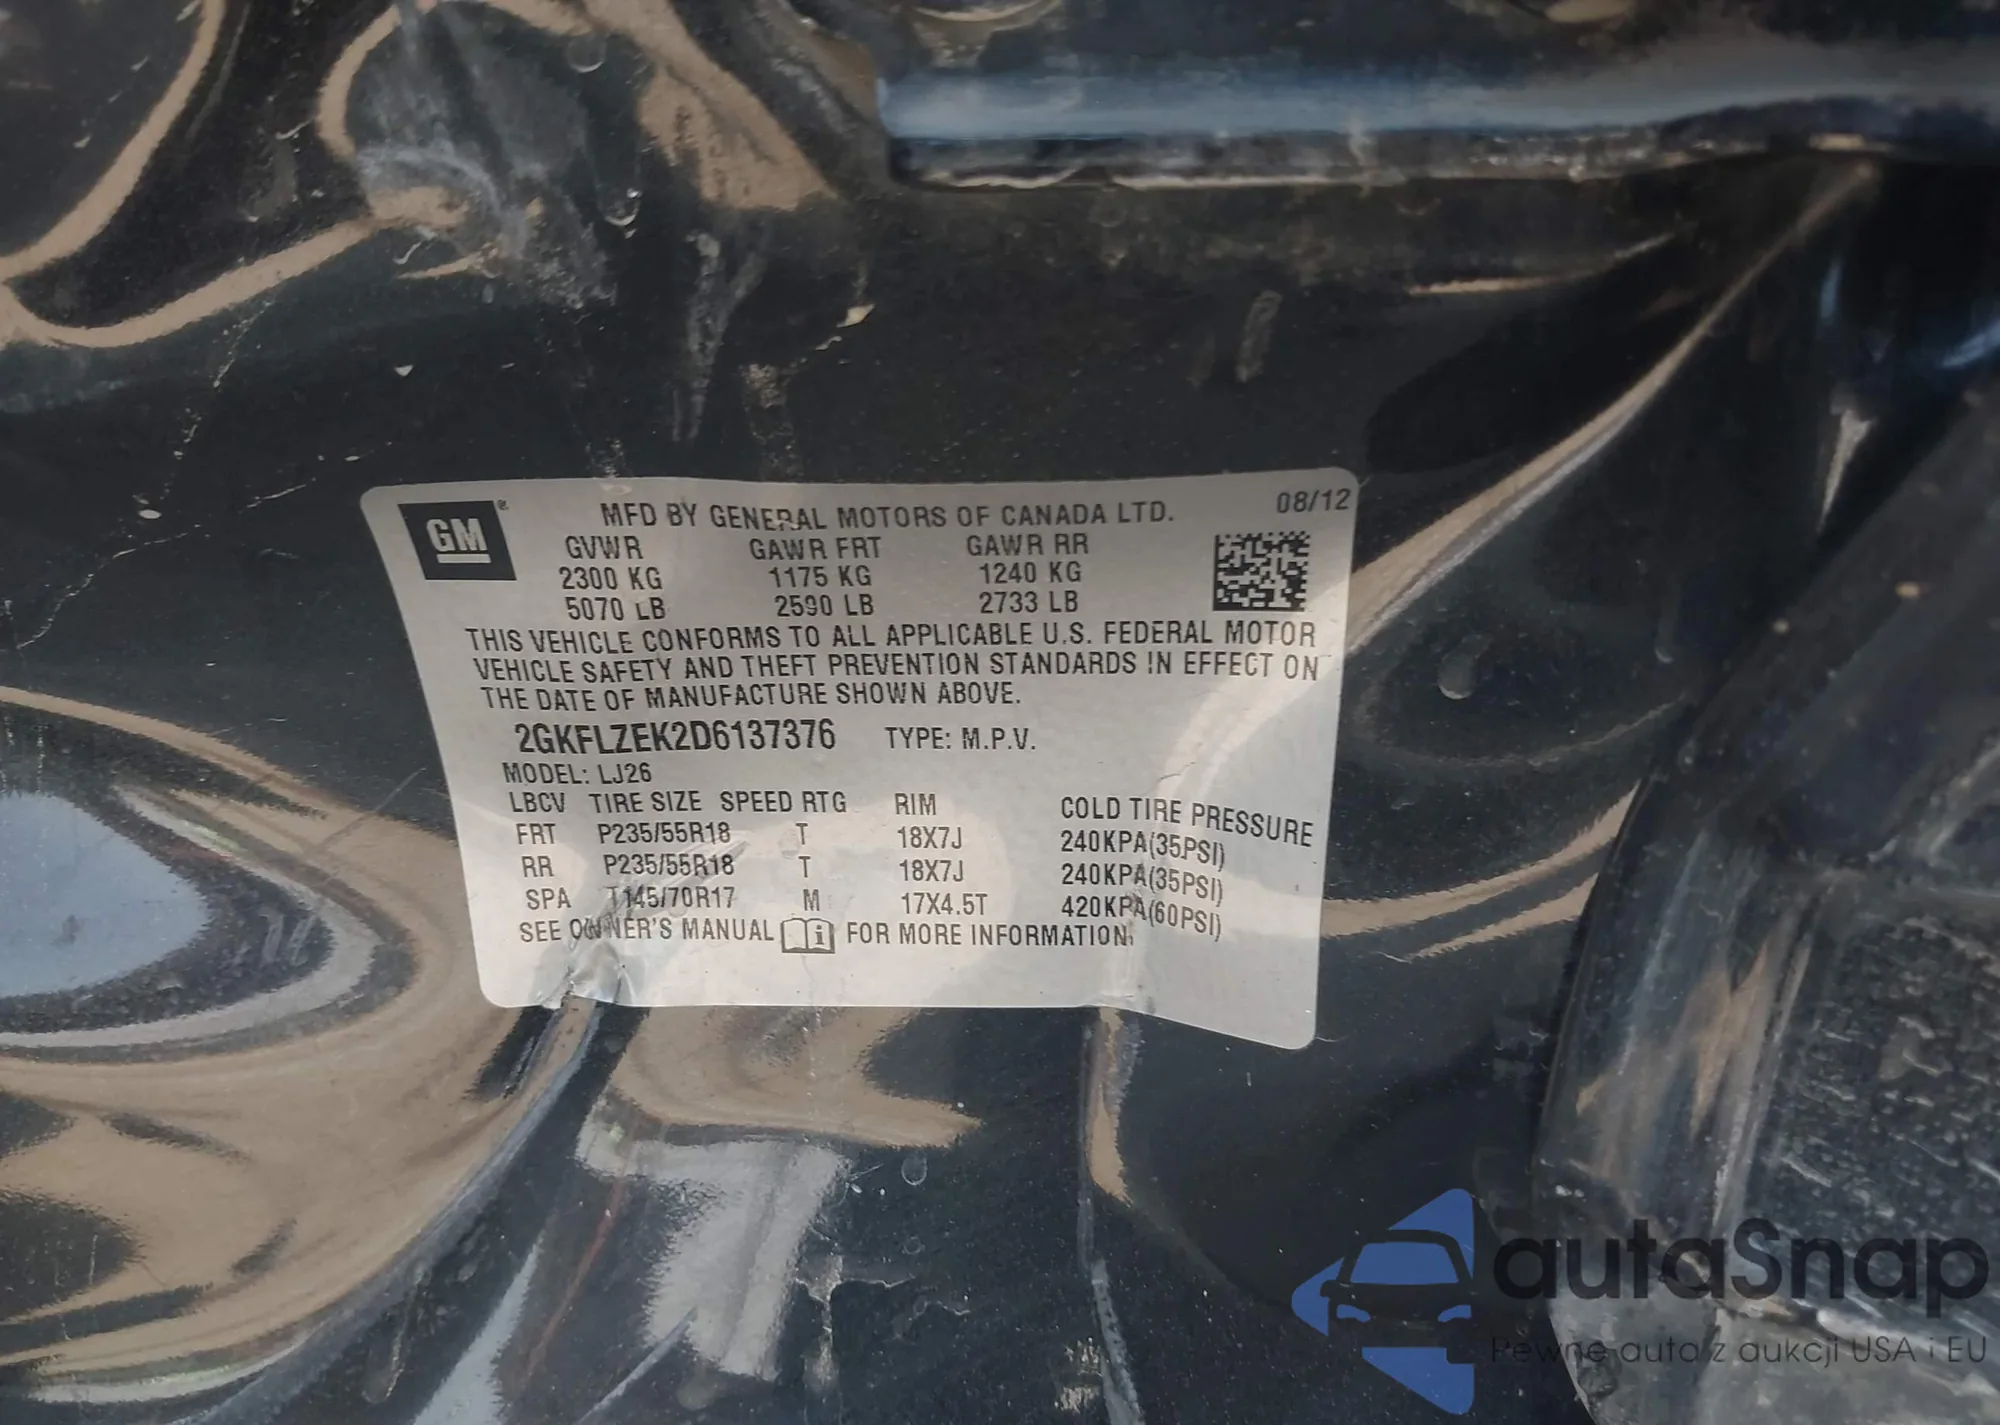 GM®
MFD BY GENERAL MOTORS OF CANADA LTD.
08/12
GVWR GAWR FRT GAWR RR
2300 KG 1175 KG 1240 KG
5070 LB 2590 LB 2733 LB
THIS VEHICLE CONFORMS TO ALL APPLICABLE U.S. FEDERAL MOTOR
VEHICLE SAFETY AND THEFT PREVENTION STANDARDS IN EFFECT ON
THE DATE OF MANUFACTURE SHOWN ABOVE.
2GKFLZEK2D6137376 TYPE: M.P.V.
MODEL: LJ26
LBCV TIRE SIZE SPEED RTG RIM COLD TIRE PRESSURE
FRT P235/55R18 T 18X7J 240KPA(35PSI)
RR P235/55R18 T 18X7J 240KPA(35PSI)
SPA T145/70R17 M 17X4.5T 420KPA(60PSI)
SEE OWNER'S MANUAL i FOR MORE INFORMATION.
autaSnap
Pewne auta z aukcji USA i EU